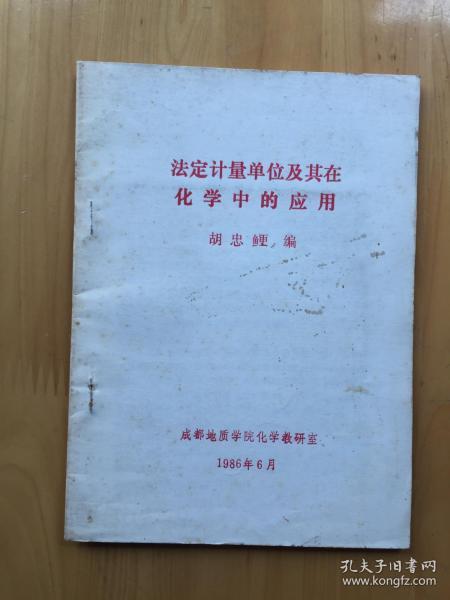 法定计量单位及其在
化学中的应用
胡忠鲠 编
成都地质学院化学教研室
1986年6月
孔夫子旧书网
www.kongfz.com